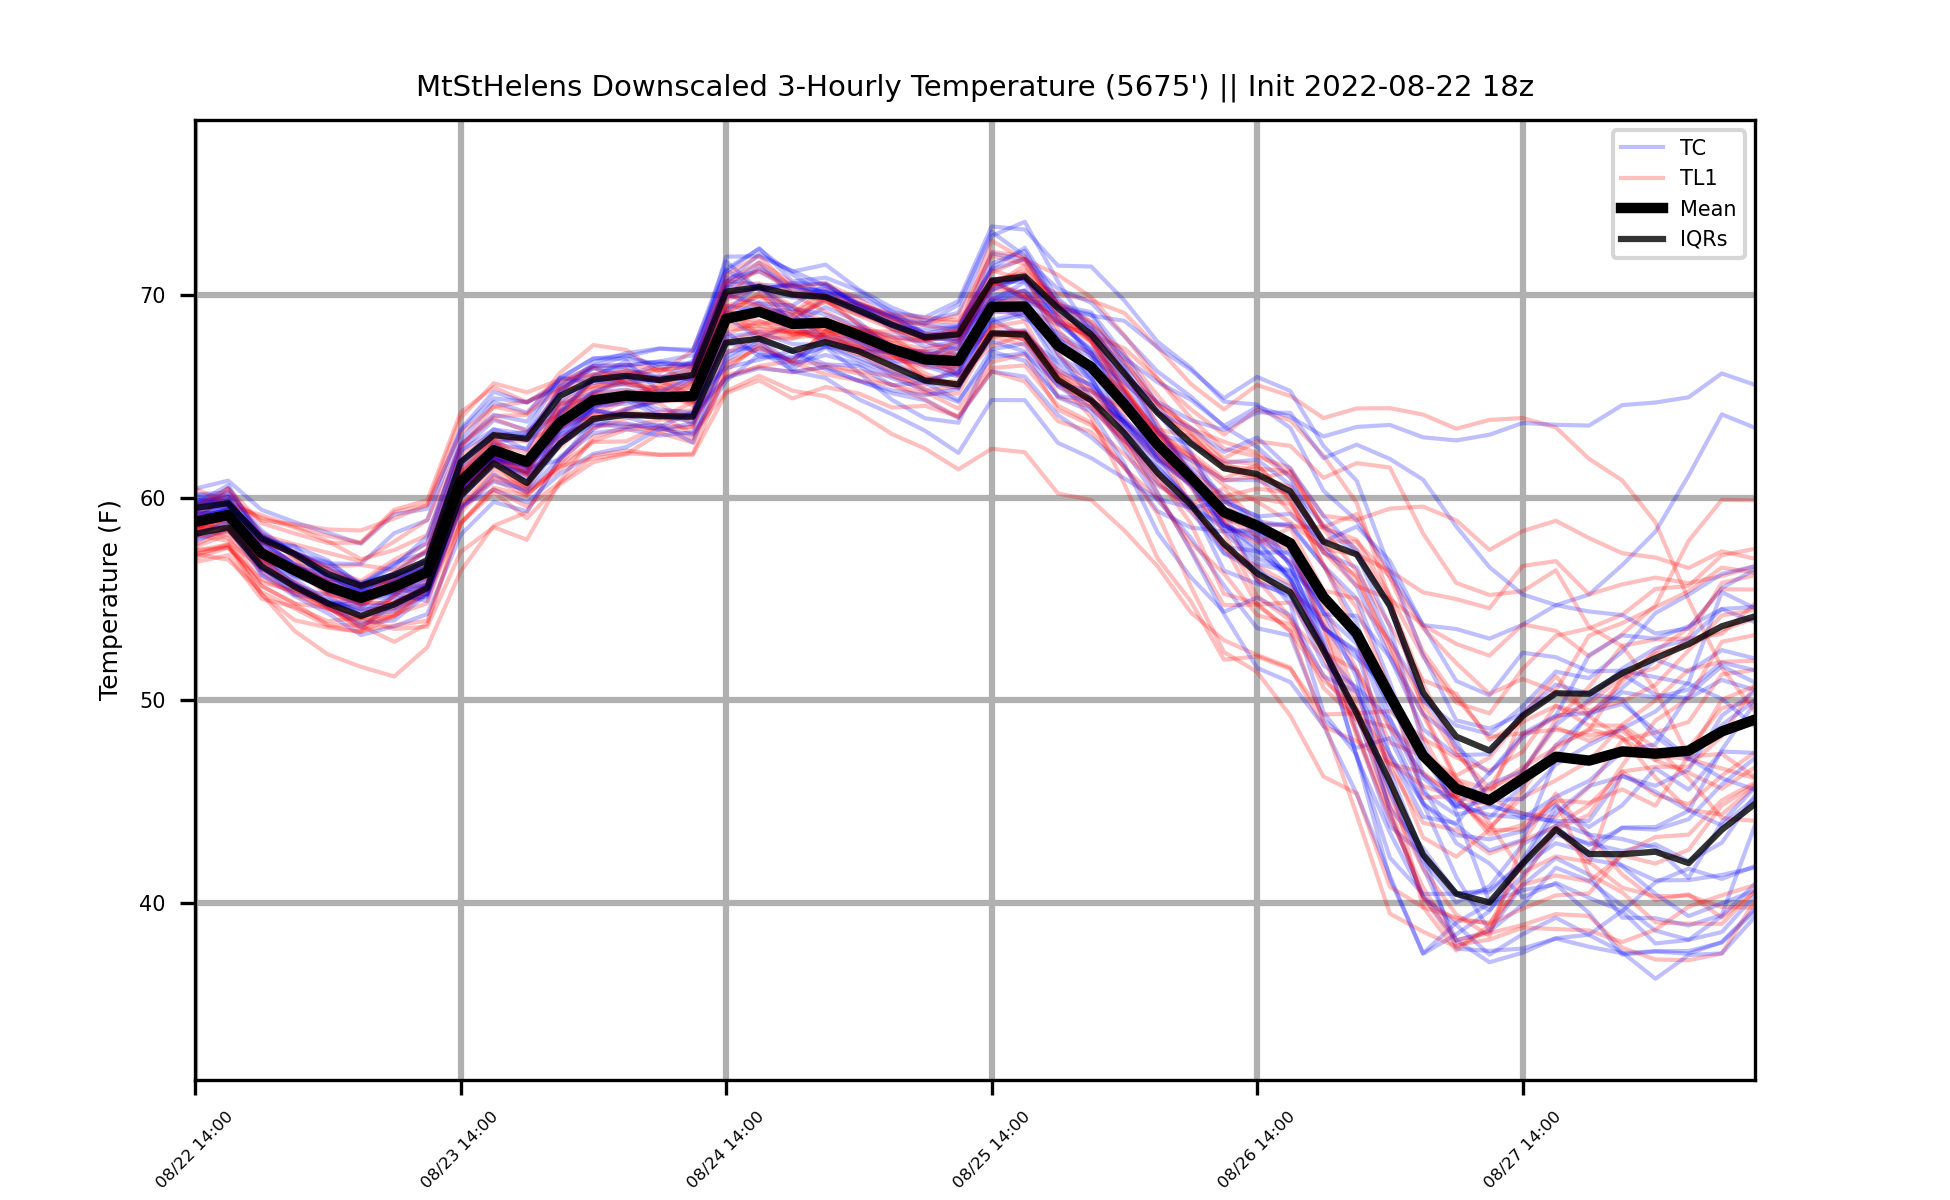 MtStHelens Downscaled 3-Hourly Temperature (5675') || Init 2022-08-22 18z
TC
TL1
Mean
IQRs
Temperature (F)
70
60
50
40
08/22 14:00
08/23 14:00
08/24 14:00
08/25 14:00
08/26 14:00
08/27 14:00